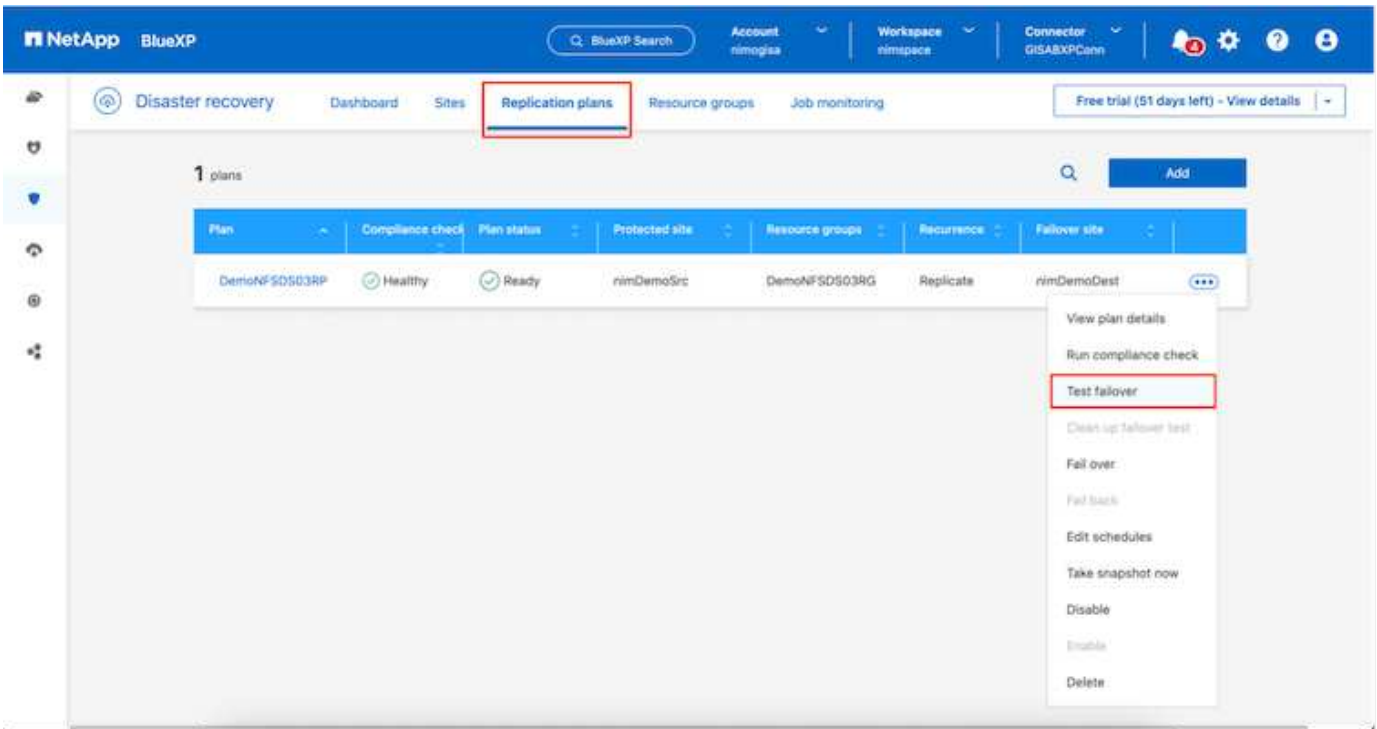 NetApp BlueXP BlueXP Search Account Workspace Connector
nimogisa nimspace GISABXPConn 4
Disaster recovery Dashboard Sites Replication plans Resource groups Job monitoring Free trial (51 days left) - View details
1 plans Add
Plan Compliance check Plan status Protected site Resource groups Recurrence Failover site
DemoNFSDS03RP Healthy Ready nimDemoSrc DemoNFSDS03RG Replicate nimDemoDest
View plan details
Run compliance check
Test failover
Clean up failover test
Fail over
Fail back
Edit schedules
Take snapshot now
Disable
Enable
Delete